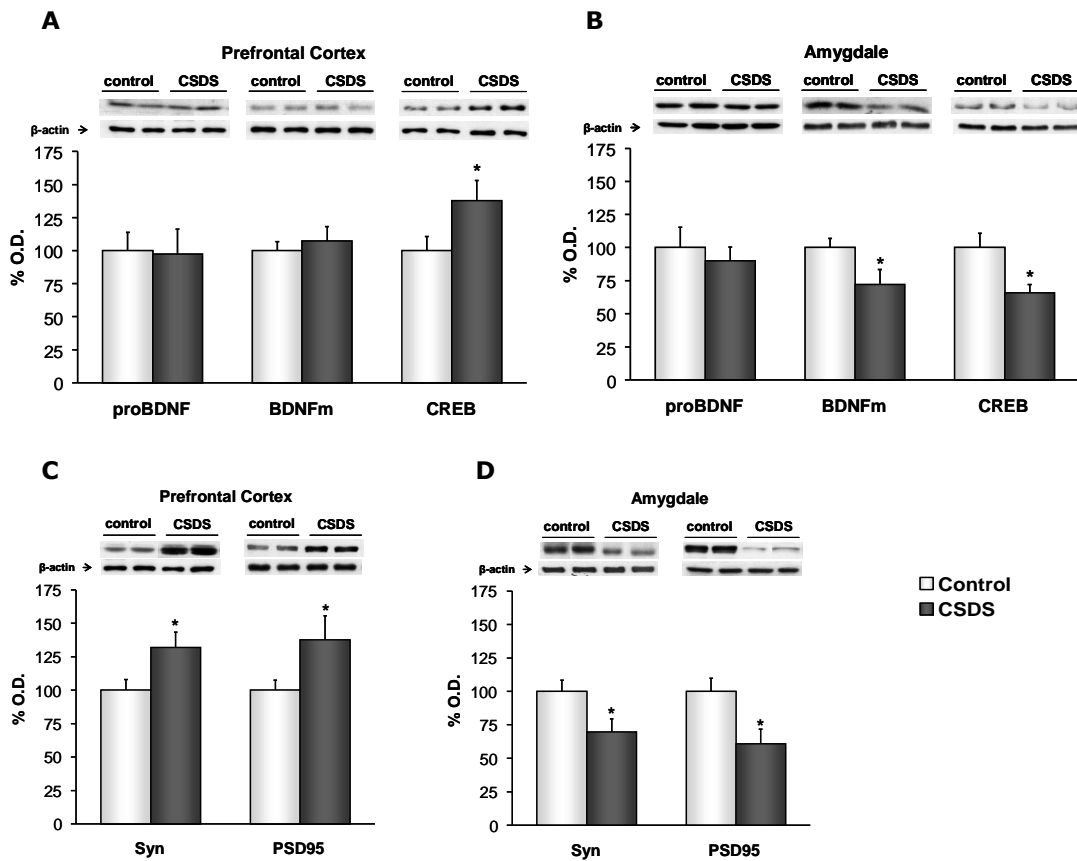 A
Prefrontal Cortex
control CSDS control CSDS control CSDS
β-actin
175
150
125
100
75
50
25
0
% O.D.
*
proBDNF BDNFm CREB
B
Amygdale
control CSDS control CSDS control CSDS
β-actin
175
150
125
100
75
50
25
0
% O.D.
* *
proBDNF BDNFm CREB
C
Prefrontal Cortex
control CSDS control CSDS
β-actin
175
150
125
100
75
50
25
0
% O.D.
* *
Syn PSD95
D
Amygdale
control CSDS control CSDS
β-actin
175
150
125
100
75
50
25
0
% O.D.
* *
Syn PSD95
Control
CSDS